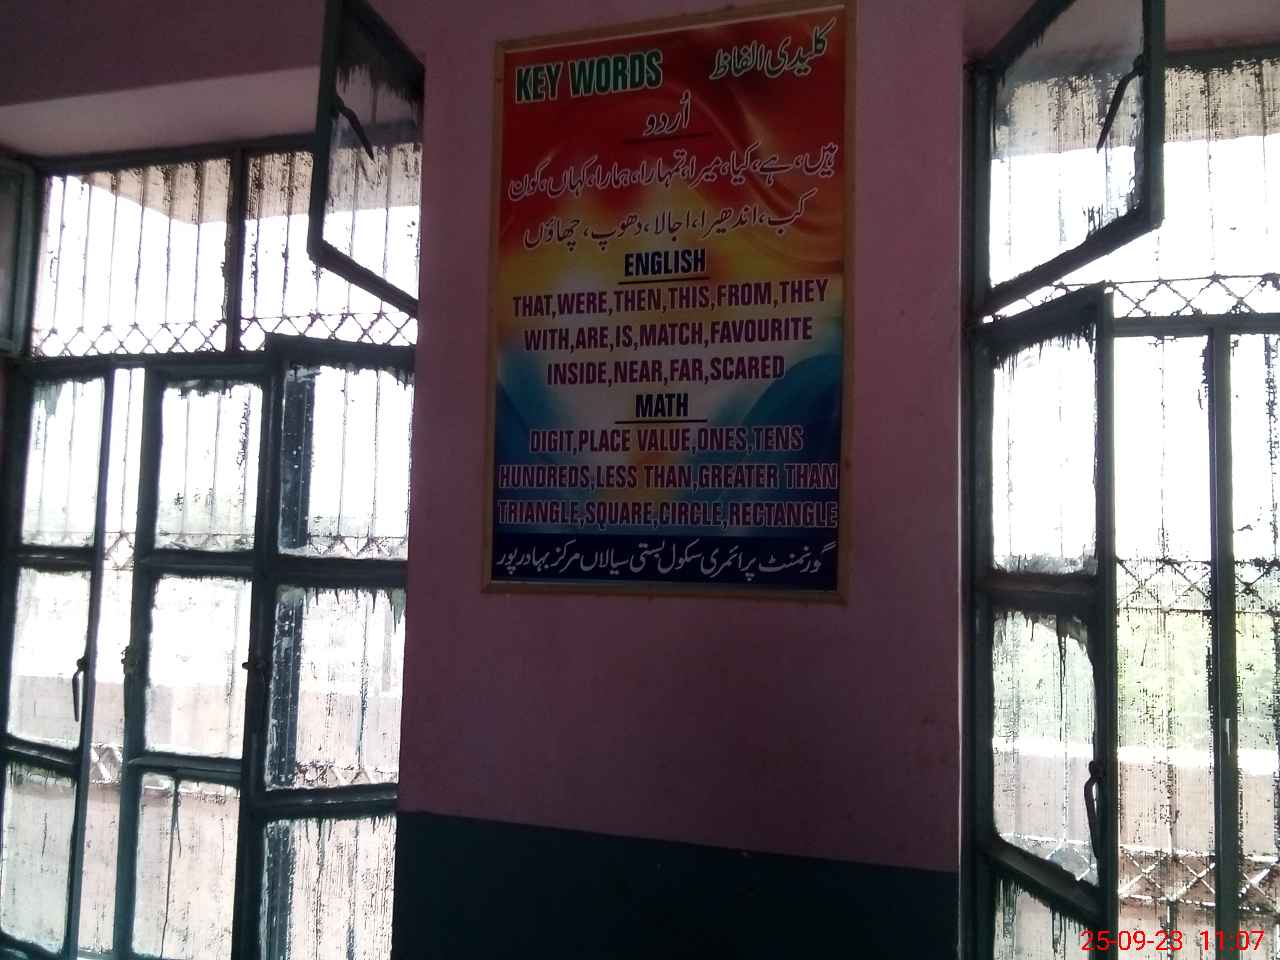 KEY WORDS کلیدی الفاظ
اُردو
ہیں،ہے،کیا،میرا،تمہارا،ہمارا،کہاں،کون
کب،اندھیرا،اجالا،دھوپ،چھاؤں
ENGLISH
THAT,WERE,THEN,THIS,FROM,THEY
WITH,ARE,IS,MATCH,FAVOURITE
INSIDE,NEAR,FAR,SCARED
MATH
DIGIT,PLACE VALUE,ONES,TENS
HUNDREDS,LESS THAN,GREATER THAN
TRIANGLE,SQUARE,CIRCLE,RECTANGLE
گورنمنٹ پرائمری سکول بستی سیالاں مرکز بہادرپور
25-09-23 11:07